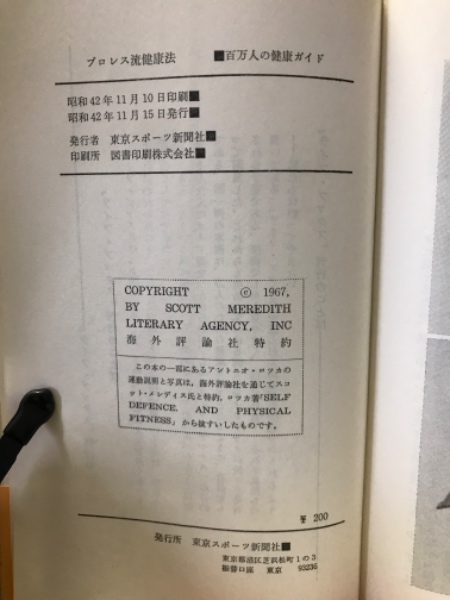 プロレス流健康法　■百万人の健康ガイド
昭和42年11月10日印刷■
昭和42年11月15日発行■
発行者　東京スポーツ新聞社■
印刷所　図書印刷株式会社■
COPYRIGHT © 1967,
BY SCOTT MEREDITH
LITERARY AGENCY, INC
海外評論社特約
この本の一部にあるアントニオ・ロッカの
運動説明と写真は，海外評論社を通じてスコ
ット・メレディス氏と特約，ロッカ著「SELF
DEFENCE. AND PHYSICAL
FITNESS」から抜すいしたものです。
200
発行所　東京スポーツ新聞社■
東京都港区芝浜松町1の3
振替口座　東京　93236